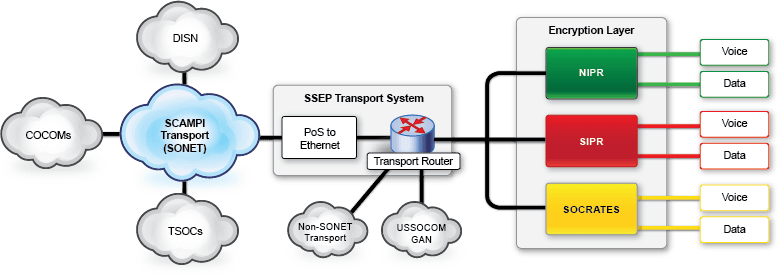 DISN
COCOMs
SCAMPI
Transport
(SONET)
TSOCs
SSEP Transport System
PoS to
Ethernet
Transport Router
Non-SONET
Transport
USSOCOM
GAN
Encryption Layer
NIPR
Voice
Data
SIPR
Voice
Data
SOCRATES
Voice
Data